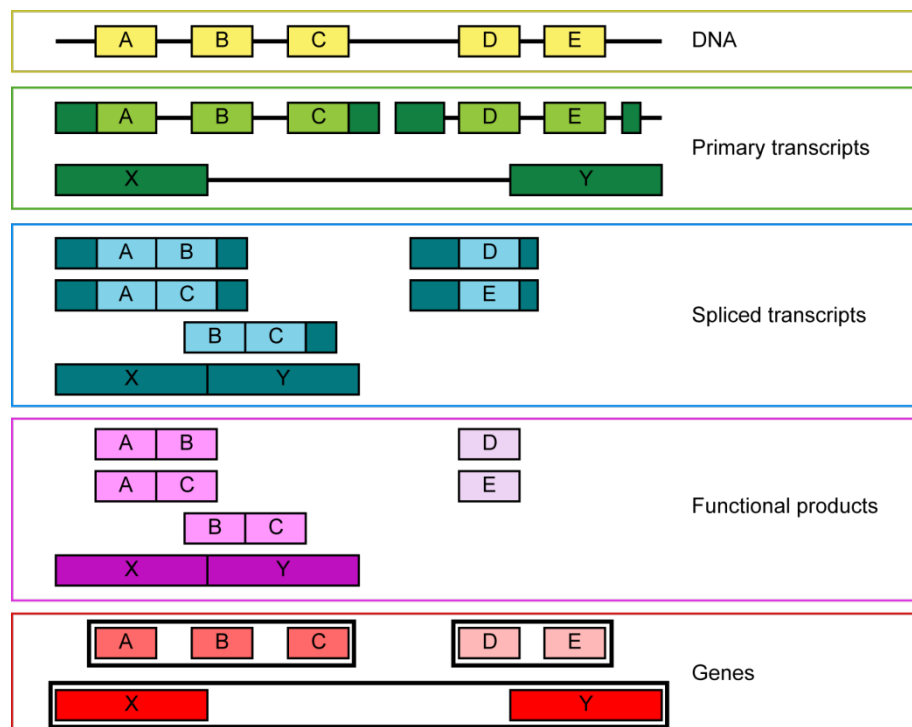 A B C D E DNA
A B C D E
Primary transcripts
X Y
A B D
A C E
Spliced transcripts
B C
X Y
A B D
A C E
Functional products
B C
X Y
A B C D E
Genes
X Y